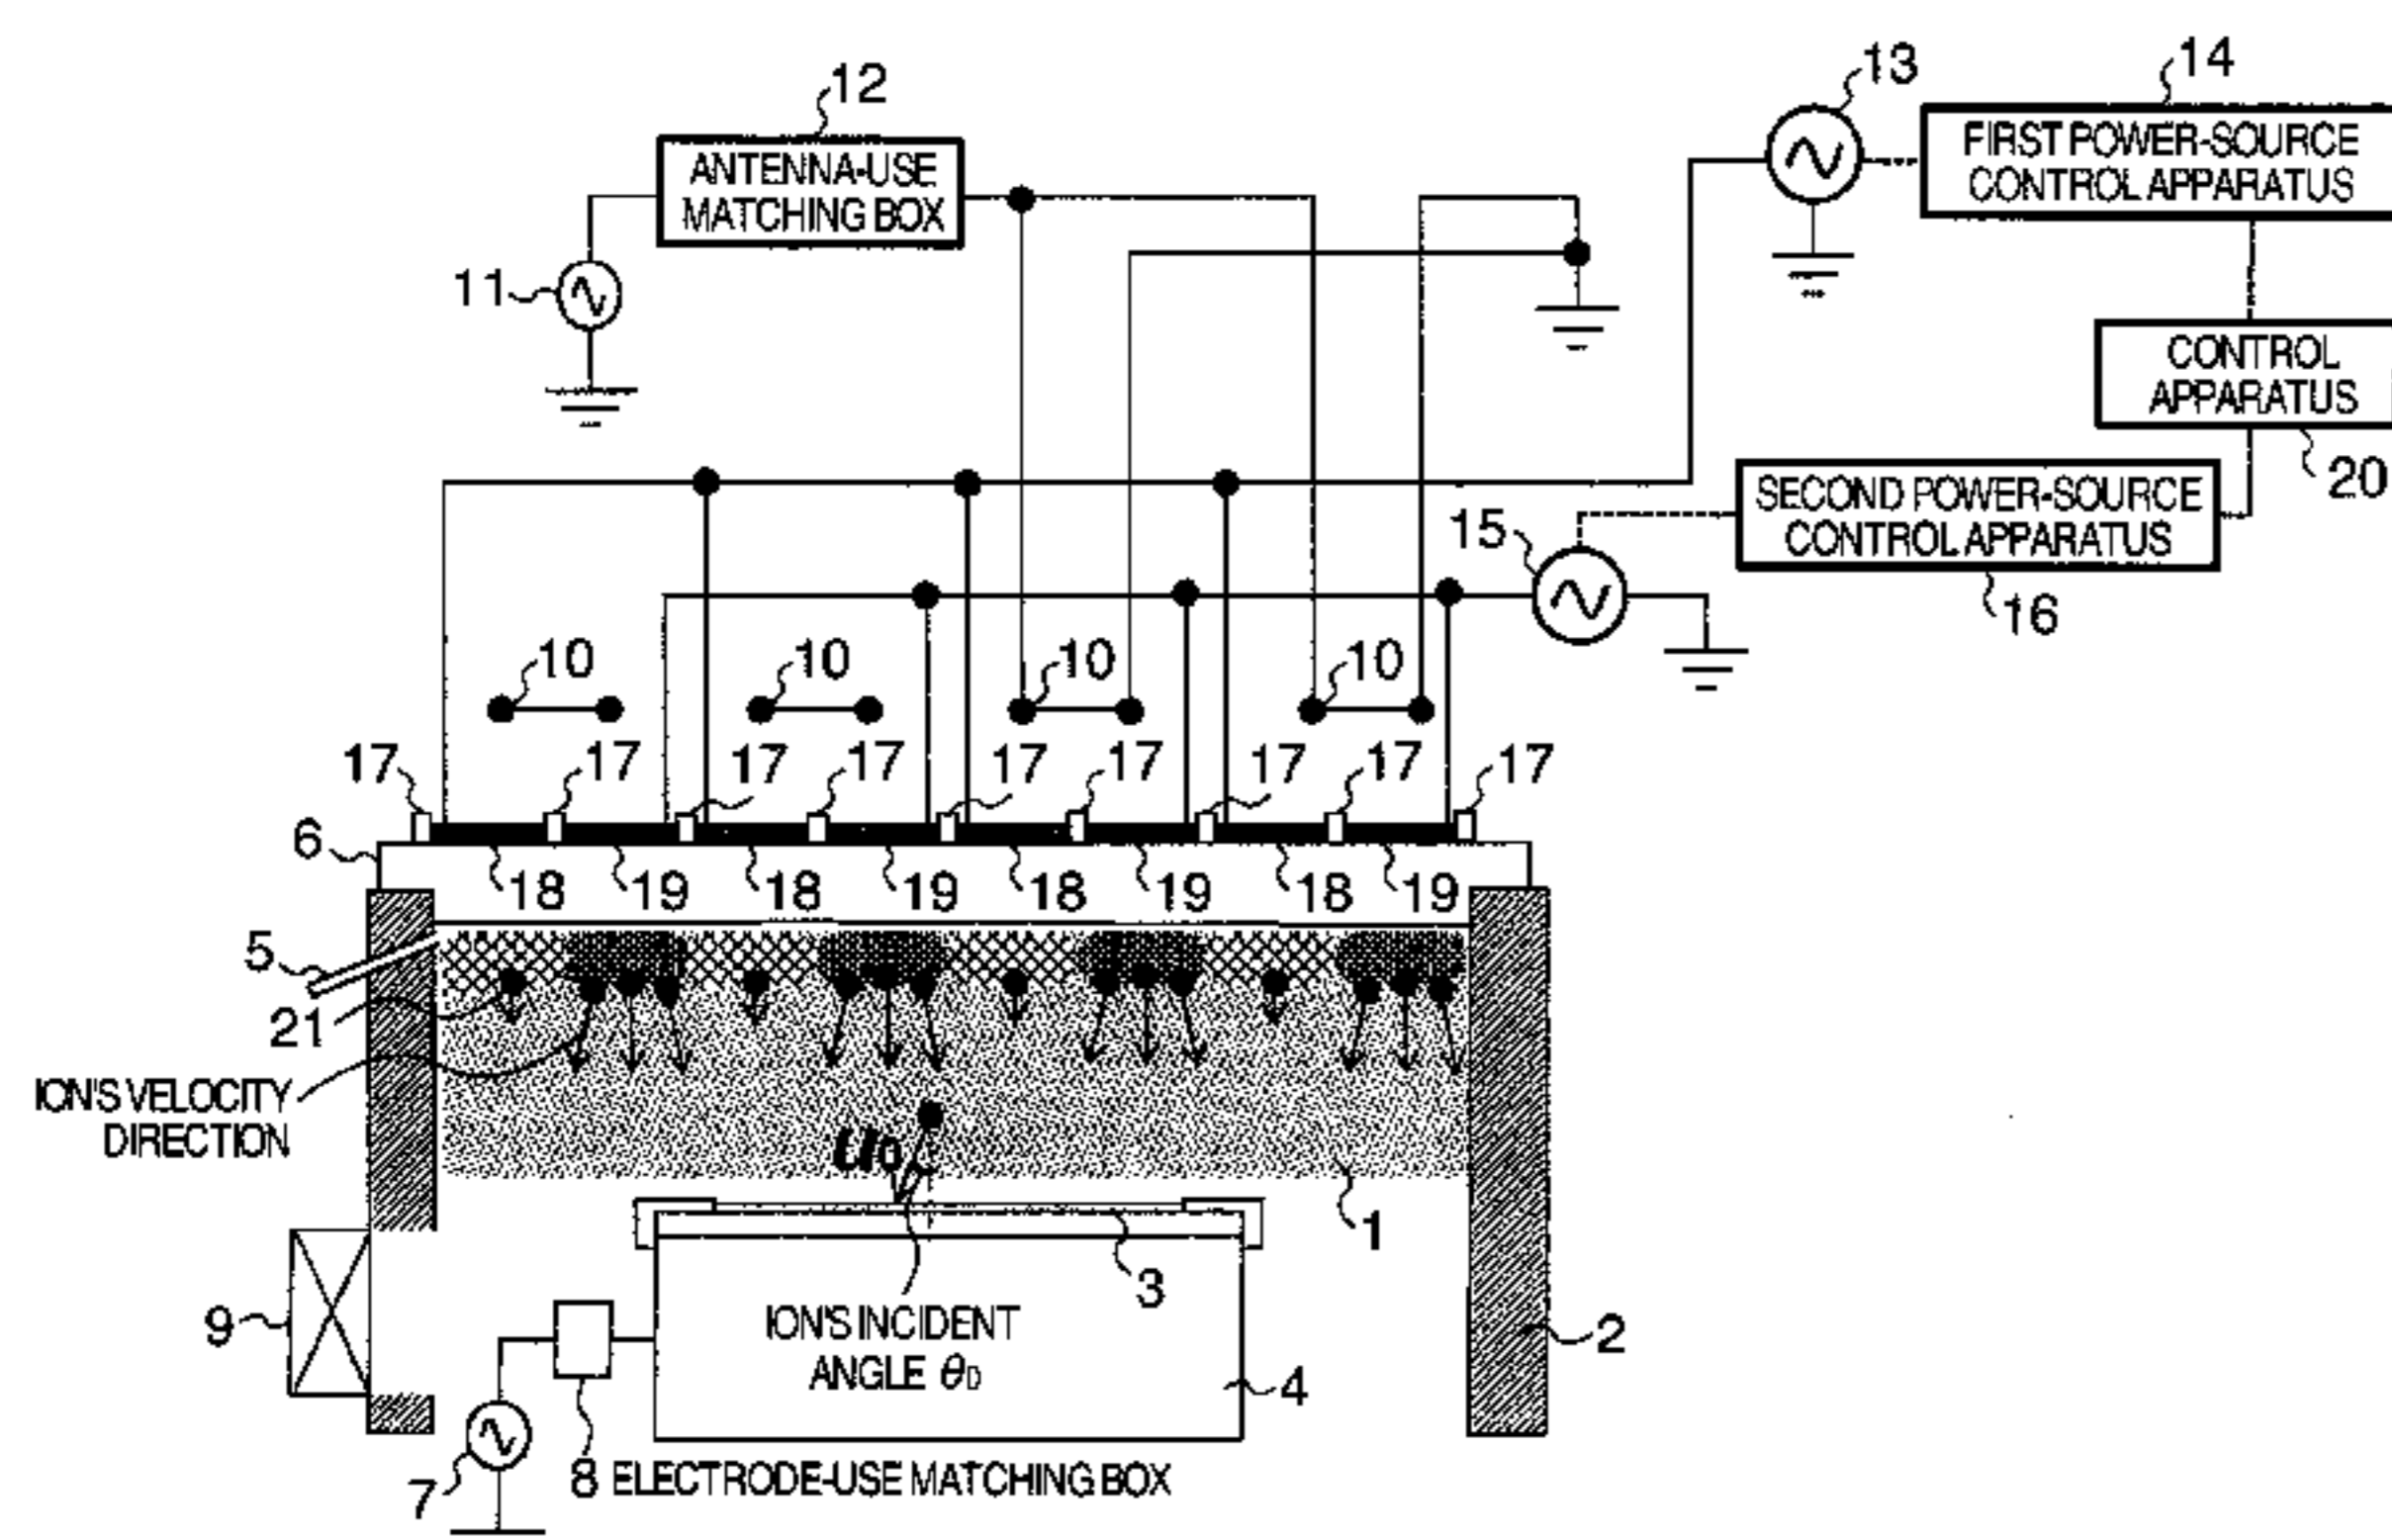 12
13
14
ANTENNA-USE
MATCHING BOX
FIRST POWER-SOURCE
CONTROL APPARATUS
11
CONTROL
APPARATUS
20
SECOND POWER-SOURCE
CONTROL APPARATUS
15
16
10 10 10 10
17 17 17 17 17 17 17 17 17
6
18 19 18 19 18 19 18 19
5
21
ION'S VELOCITY
DIRECTION
1
3
9
ION'S INCIDENT
ANGLE θD
2
4
7
8 ELECTRODE-USE MATCHING BOX